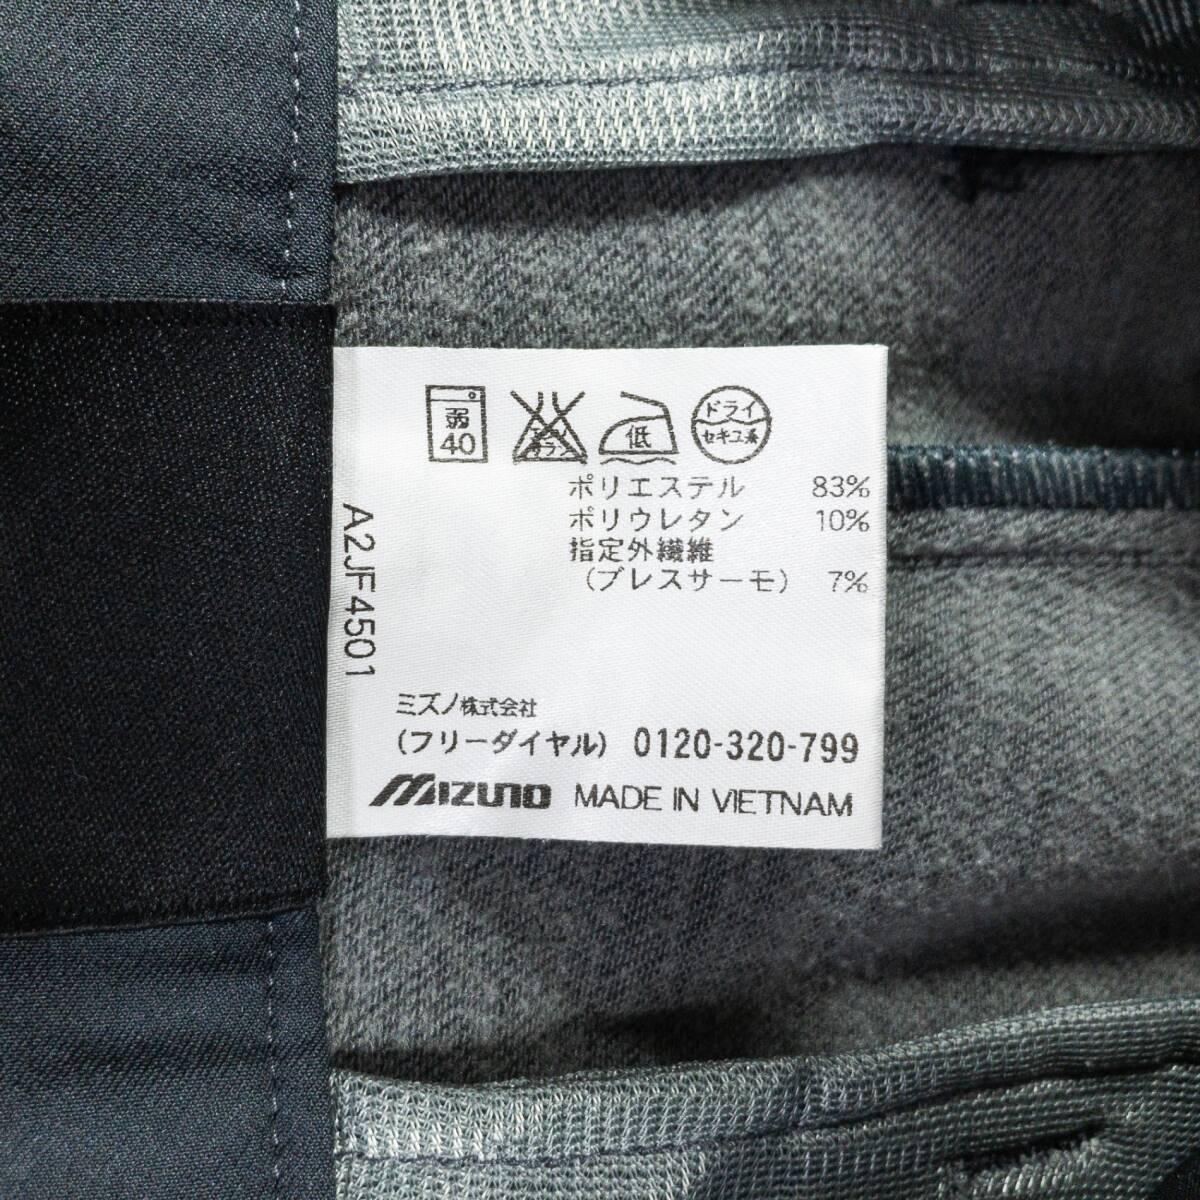 弱
40
エンソ
サラシ
低
ドライ
セキユ系
ポリエステル 83%
ポリウレタン 10%
指定外繊維
(ブレスサーモ) 7%
A2JF4501
ミズノ株式会社
(フリーダイヤル) 0120-320-799
MIZUNO MADE IN VIETNAM